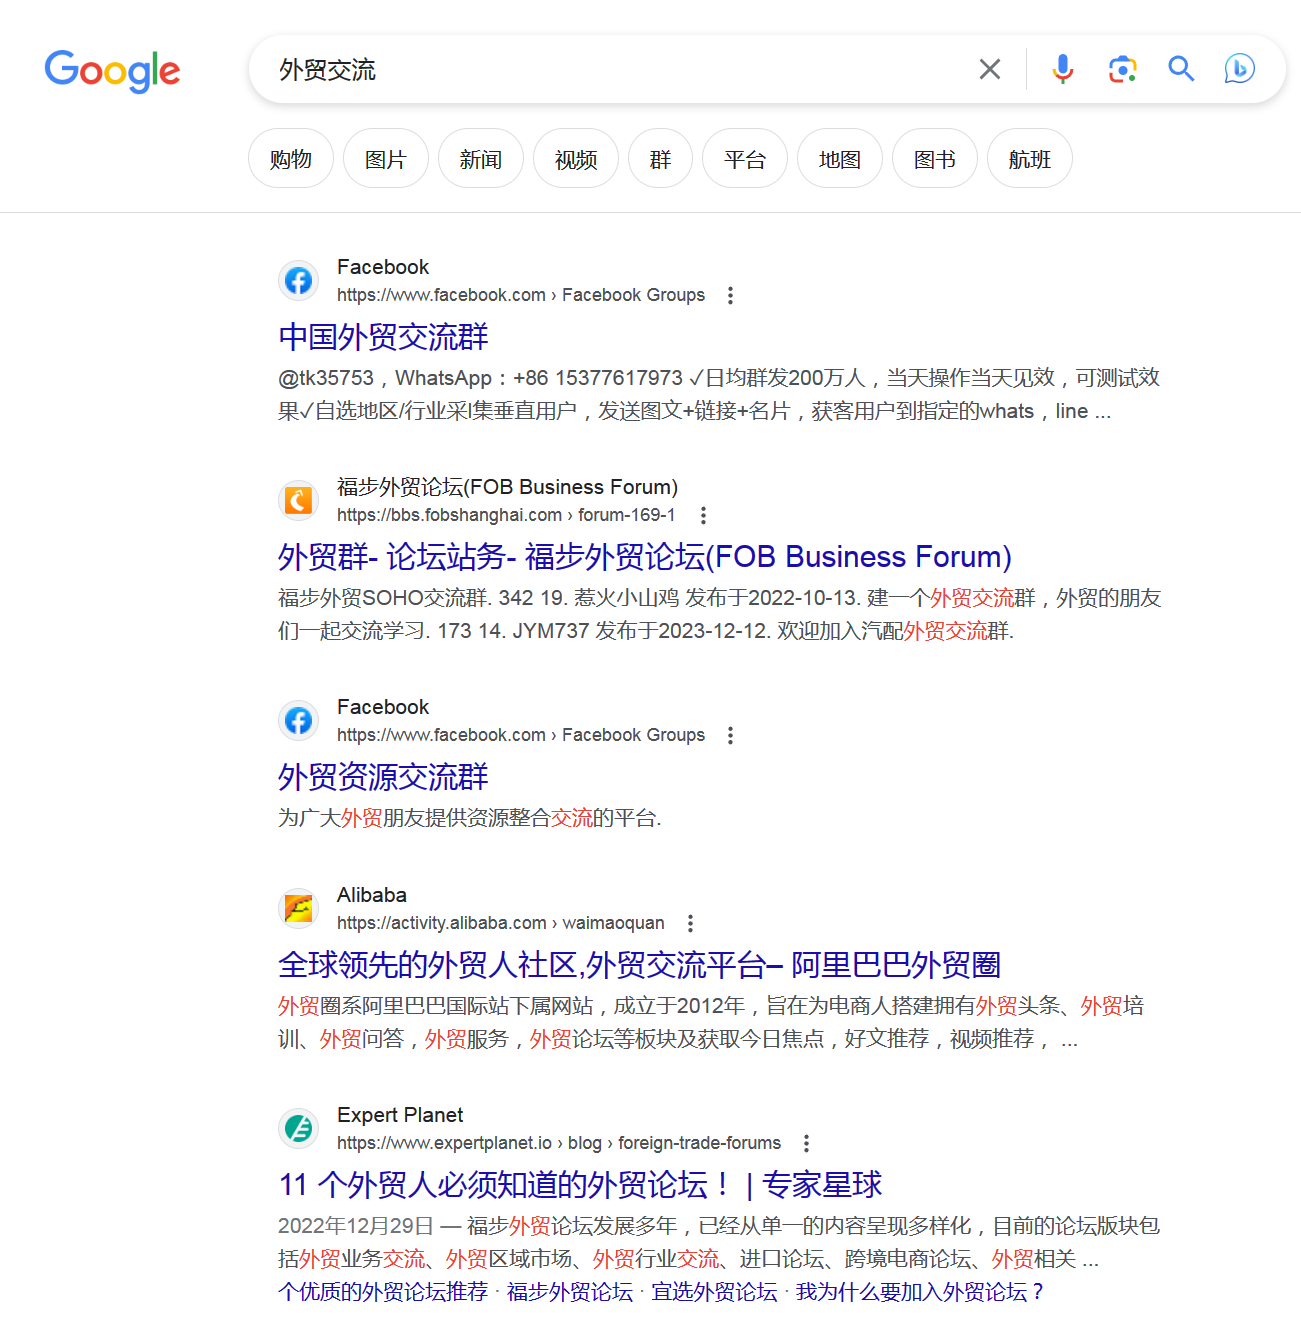 Google
外贸交流
购物 图片 新闻 视频 群 平台 地图 图书 航班
Facebook
https://www.facebook.com › Facebook Groups
中国外贸交流群
@tk35753，WhatsApp：+86 15377617973 ✓日均群发200万人，当天操作当天见效，可测试效
果✓自选地区/行业采l集垂直用户，发送图文+链接+名片，获客用户到指定的whats，line ...
福步外贸论坛(FOB Business Forum)
https://bbs.fobshanghai.com › forum-169-1
外贸群- 论坛站务- 福步外贸论坛(FOB Business Forum)
福步外贸SOHO交流群. 342 19. 惹火小山鸡 发布于2022-10-13. 建一个外贸交流群，外贸的朋友
们一起交流学习. 173 14. JYM737 发布于2023-12-12. 欢迎加入汽配外贸交流群.
Facebook
https://www.facebook.com › Facebook Groups
外贸资源交流群
为广大外贸朋友提供资源整合交流的平台.
Alibaba
https://activity.alibaba.com › waimaoquan
全球领先的外贸人社区,外贸交流平台– 阿里巴巴外贸圈
外贸圈系阿里巴巴国际站下属网站，成立于2012年，旨在为电商人搭建拥有外贸头条、外贸培
训、外贸问答，外贸服务，外贸论坛等板块及获取今日焦点，好文推荐，视频推荐， ...
Expert Planet
https://www.expertplanet.io › blog › foreign-trade-forums
11 个外贸人必须知道的外贸论坛！ | 专家星球
2022年12月29日 — 福步外贸论坛发展多年，已经从单一的内容呈现多样化，目前的论坛版块包
括外贸业务交流、外贸区域市场、外贸行业交流、进口论坛、跨境电商论坛、外贸相关 ...
个优质的外贸论坛推荐 · 福步外贸论坛 · 宜选外贸论坛 · 我为什么要加入外贸论坛？